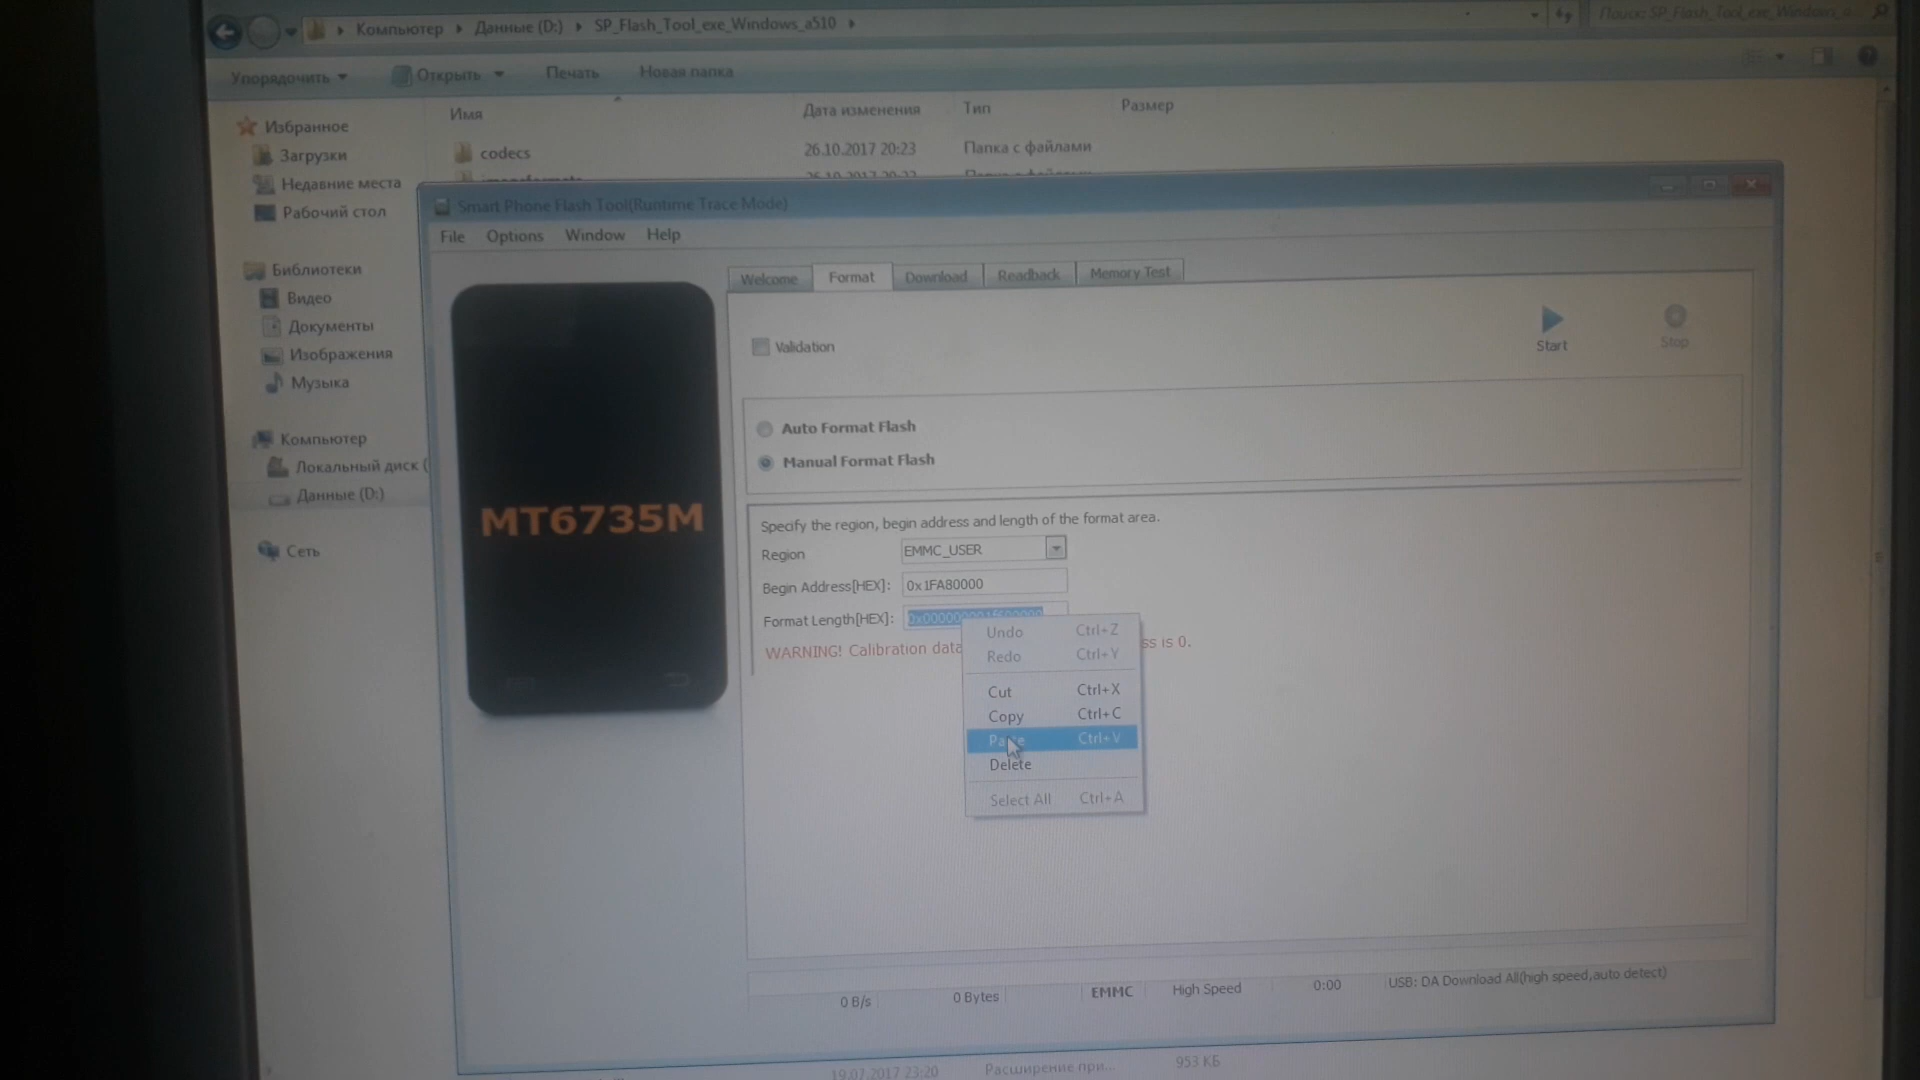 Компьютер ▸ Данные (D:) ▸ SP_Flash_Tool_exe_Windows_a510 ▸
Поиск: SP_Flash_Tool_exe_Windows_a...
Упорядочить ▼ Открыть ▼ Печать Новая папка
Имя Дата изменения Тип Размер
codecs 26.10.2017 20:23 Папка с файлами
Избранное
Загрузки
Недавние места
Рабочий стол
Библиотеки
Видео
Документы
Изображения
Музыка
Компьютер
Локальный диск (
Данные (D:)
Сеть
Smart Phone Flash Tool(Runtime Trace Mode)
File Options Window Help
Welcome Format Download Readback Memory Test
Validation
Start Stop
Auto Format Flash
Manual Format Flash
MT6735M
Specify the region, begin address and length of the format area.
Region EMMC_USER
Begin Address[HEX]: 0x1FA80000
Format Length[HEX]:
WARNING! Calibration data
ss is 0.
Undo Ctrl+Z
Redo Ctrl+Y
Cut Ctrl+X
Copy Ctrl+C
Paste Ctrl+V
Delete
Select All Ctrl+A
0 B/s 0 Bytes EMMC High Speed 0:00 USB: DA Download All(high speed,auto detect)
19.07.2017 23:20 Расширение при... 953 КБ